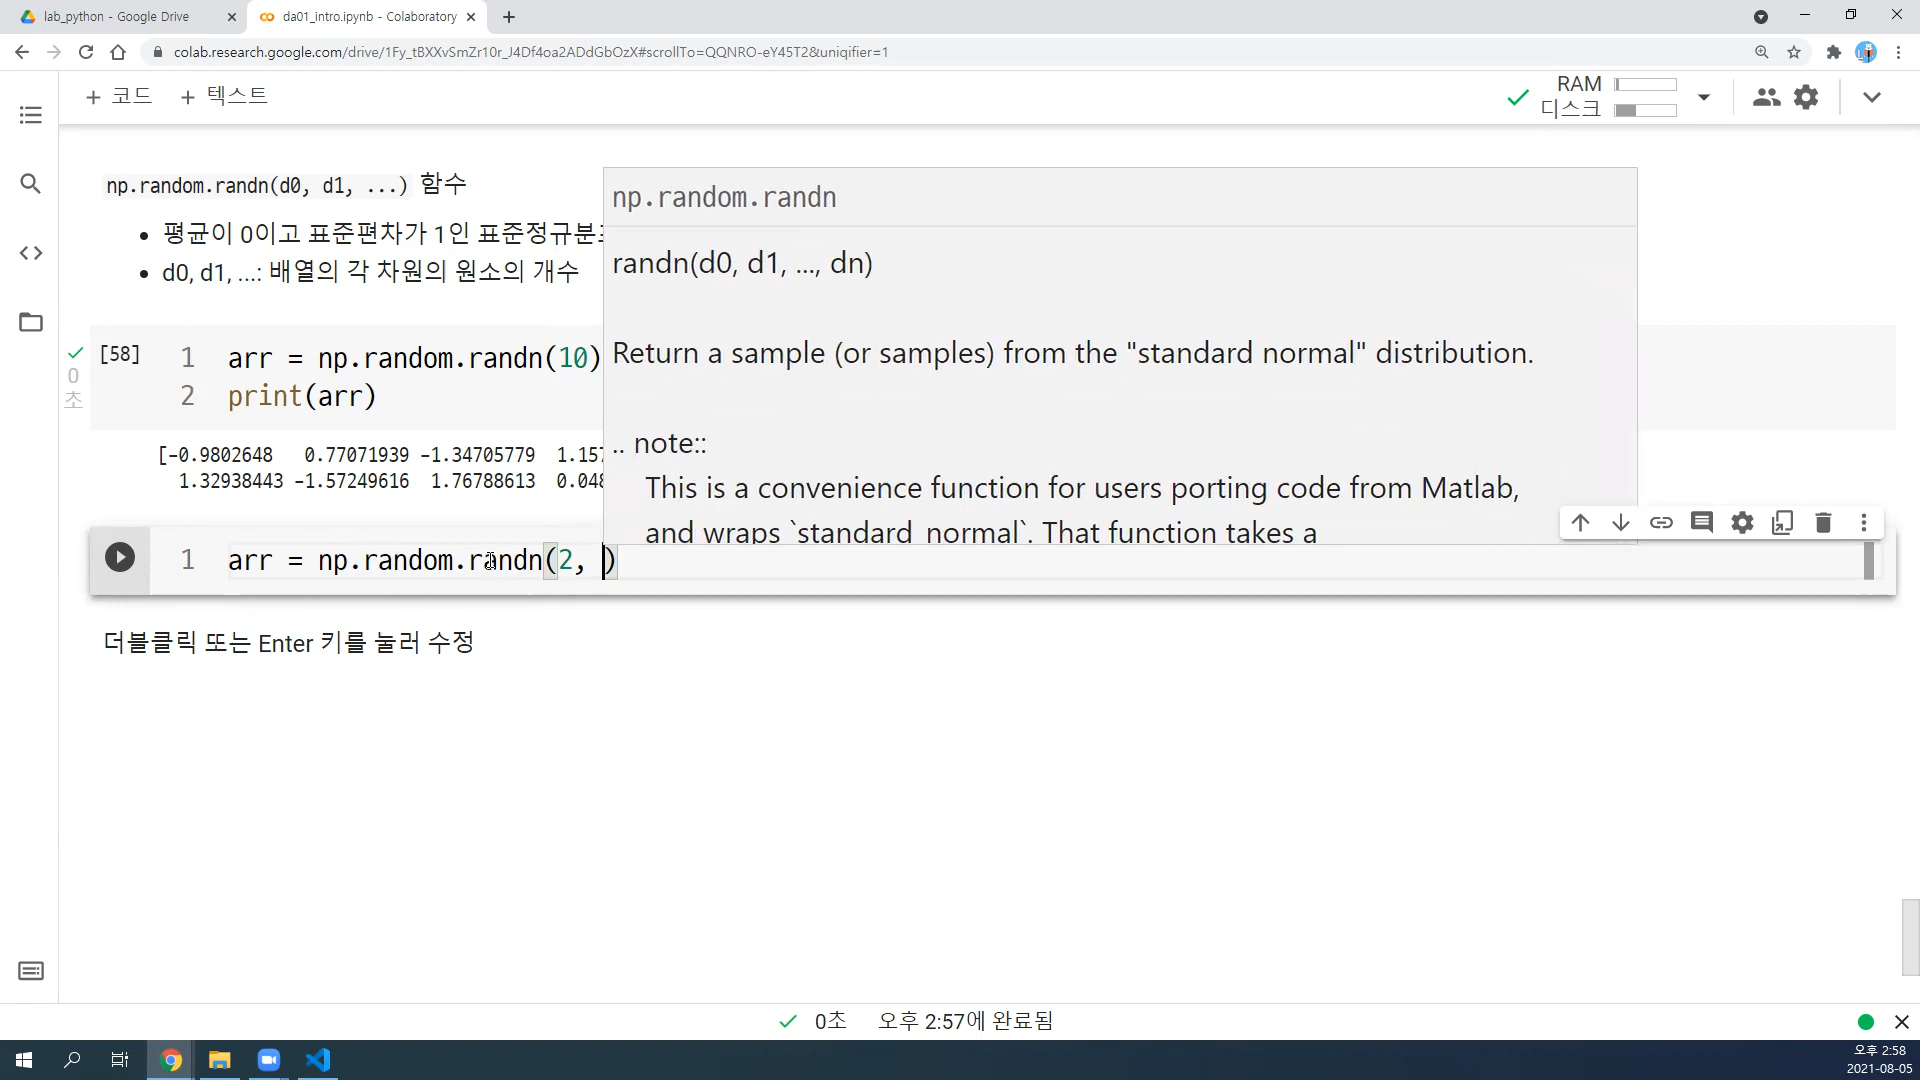 lab_python - Google Drive
da01_intro.ipynb - Colaboratory
colab.research.google.com/drive/1Fy_tBXXvSmZr10r_J4Df4oa2ADdGbOzX#scrollTo=QQNRO-eY45T2&uniqifier=1
+ 코드 + 텍스트
RAM
디스크
np.random.randn(d0, d1, ...) 함수
평균이 0이고 표준편차가 1인 표준정규분포
d0, d1, ...: 배열의 각 차원의 원소의 개수
np.random.randn
randn(d0, d1, ..., dn)
Return a sample (or samples) from the "standard normal" distribution.
.. note::
This is a convenience function for users porting code from Matlab,
and wraps `standard_normal`. That function takes a
[58]
0
초
1 arr = np.random.randn(10)
2 print(arr)
[-0.9802648 0.77071939 -1.34705779 1.157
1.32938443 -1.57249616 1.76788613 0.048
1 arr = np.random.randn(2, )
더블클릭 또는 Enter 키를 눌러 수정
0초 오후 2:57에 완료됨
오후 2:58
2021-08-05